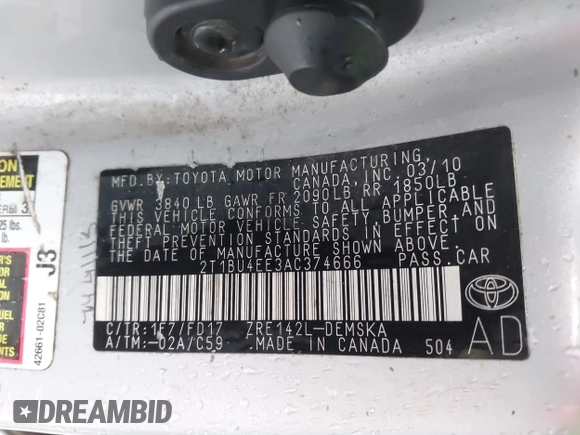 MFD.BY:TOYOTA MOTOR MANUFACTURING
CANADA, INC. 03/10
GVWR 3840 LB GAWR FR 2090LB RR 1850LB
THIS VEHICLE CONFORMS TO ALL APPLICABLE
FEDERAL MOTOR VEHICLE SAFETY, BUMPER, AND
THEFT PREVENTION STANDARDS IN EFFECT ON
THE DATE OF MANUFACTURE SHOWN ABOVE.
2T1BU4EE3AC374666 PASS.CAR
C/TR:1F7/FD17 ZRE142L-DEMSKA
A/TM:-02A/C59 .MADE IN CANADA 504
AD
TOYOTA
J3
42661-02C81
DREAMBID